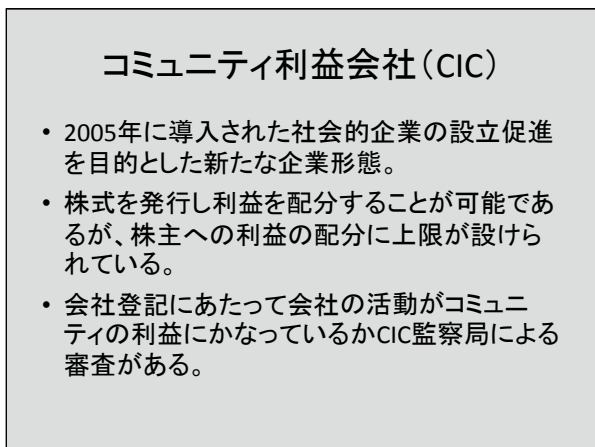 コミュニティ利益会社（CIC）
• 2005年に導入された社会的企業の設立促進
を目的とした新たな企業形態。
• 株式を発行し利益を配分することが可能であ
るが、株主への利益の配分に上限が設けら
れている。
• 会社登記にあたって会社の活動がコミュニ
ティの利益にかなっているかCIC監察局による
審査がある。